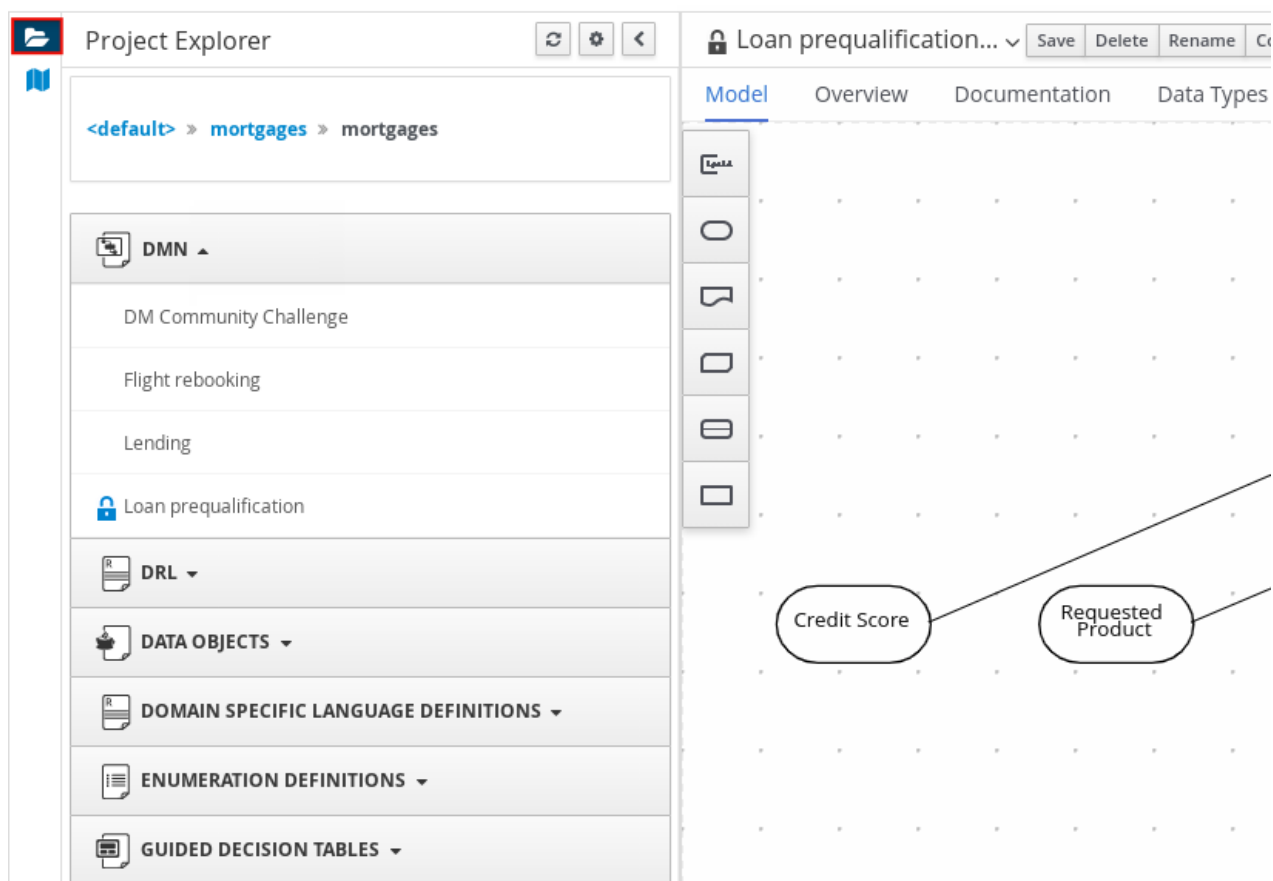 Project Explorer
<default> » mortgages » mortgages
DMN
DM Community Challenge
Flight rebooking
Lending
Loan prequalification
DRL
DATA OBJECTS
DOMAIN SPECIFIC LANGUAGE DEFINITIONS
ENUMERATION DEFINITIONS
GUIDED DECISION TABLES
Loan prequalification... Save Delete Rename
Model Overview Documentation Data Types
Credit Score
Requested
Product